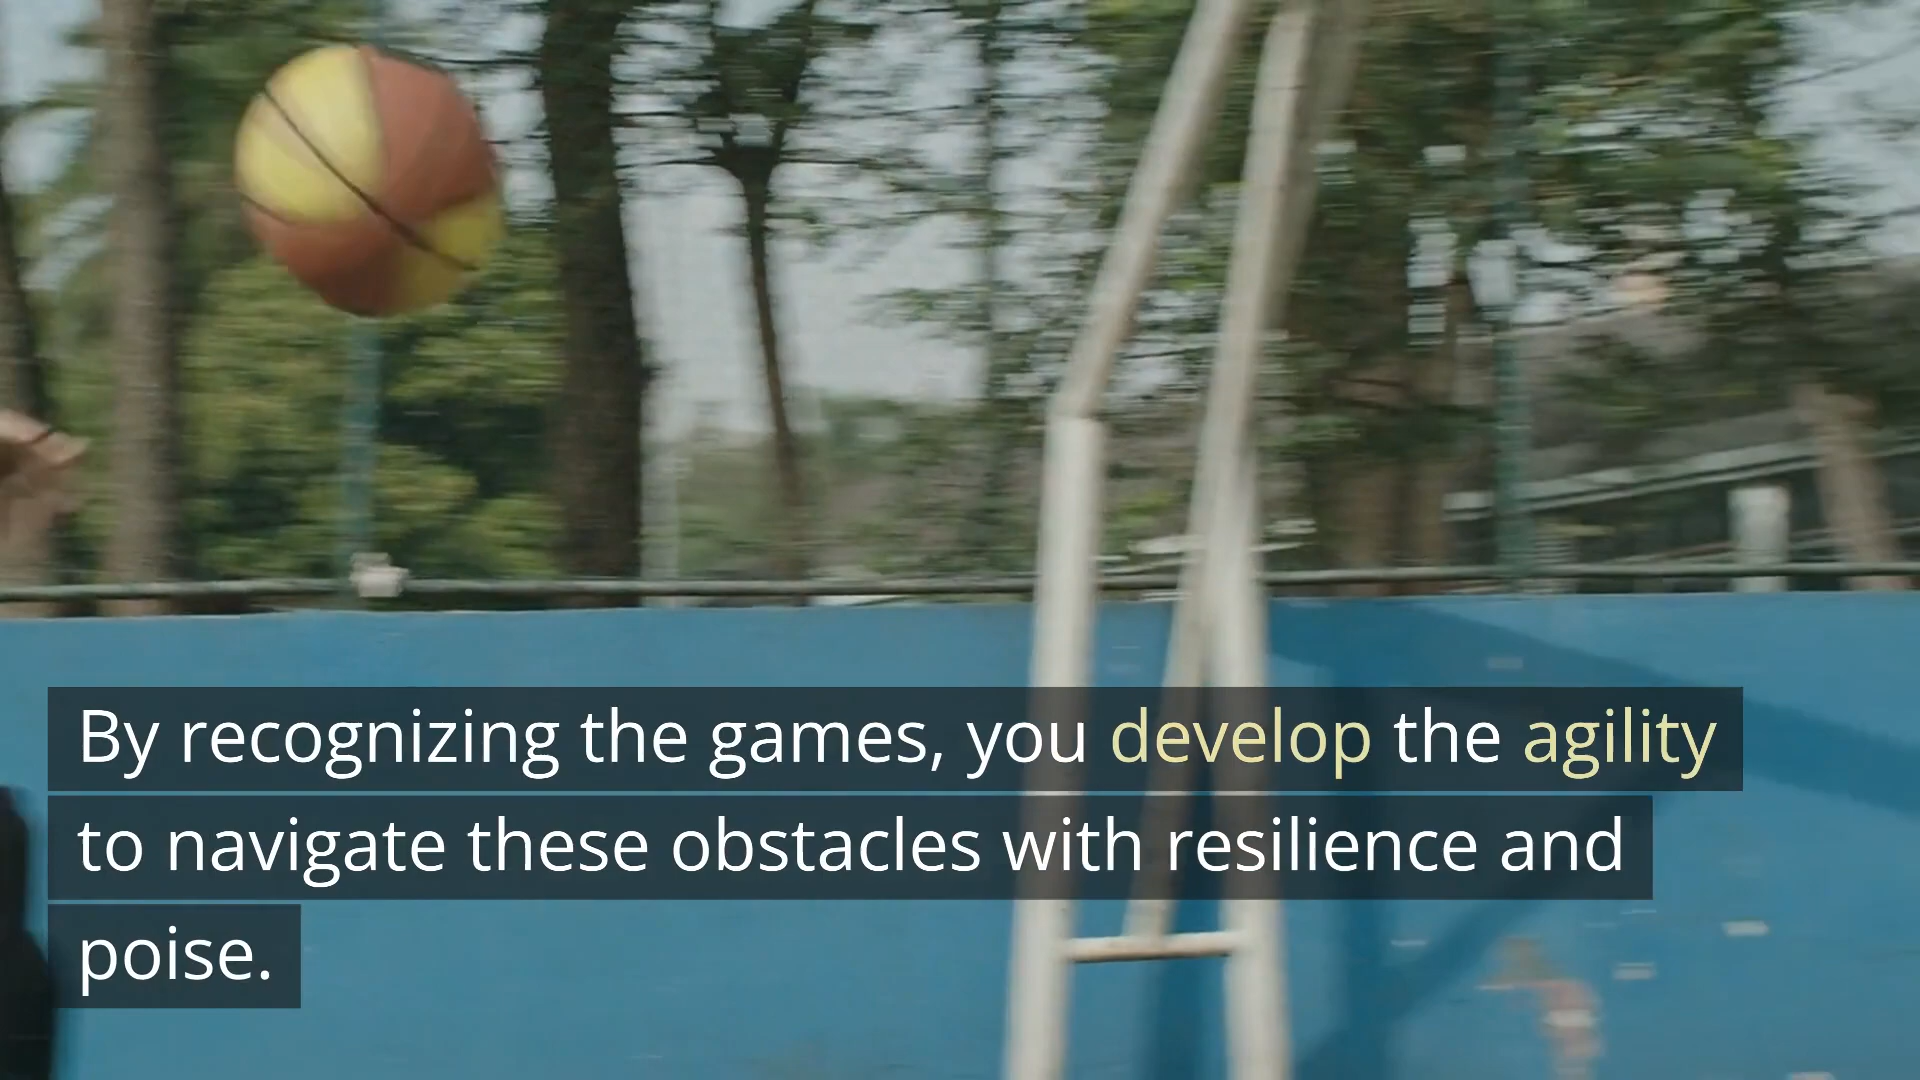 By recognizing the games, you develop the agility
to navigate these obstacles with resilience and
poise.